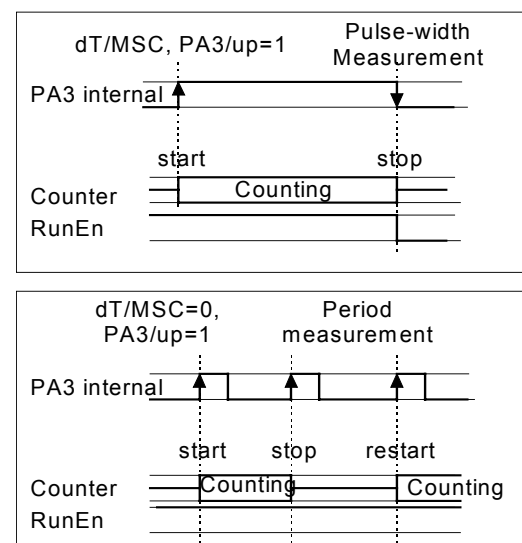 dT/MSC, PA3/up=1
Pulse-width
Measurement
PA3 internal
start
stop
Counter
Counting
RunEn
dT/MSC=0,
PA3/up=1
Period
measurement
PA3 internal
start
stop
restart
Counter
Counting
Counting
RunEn